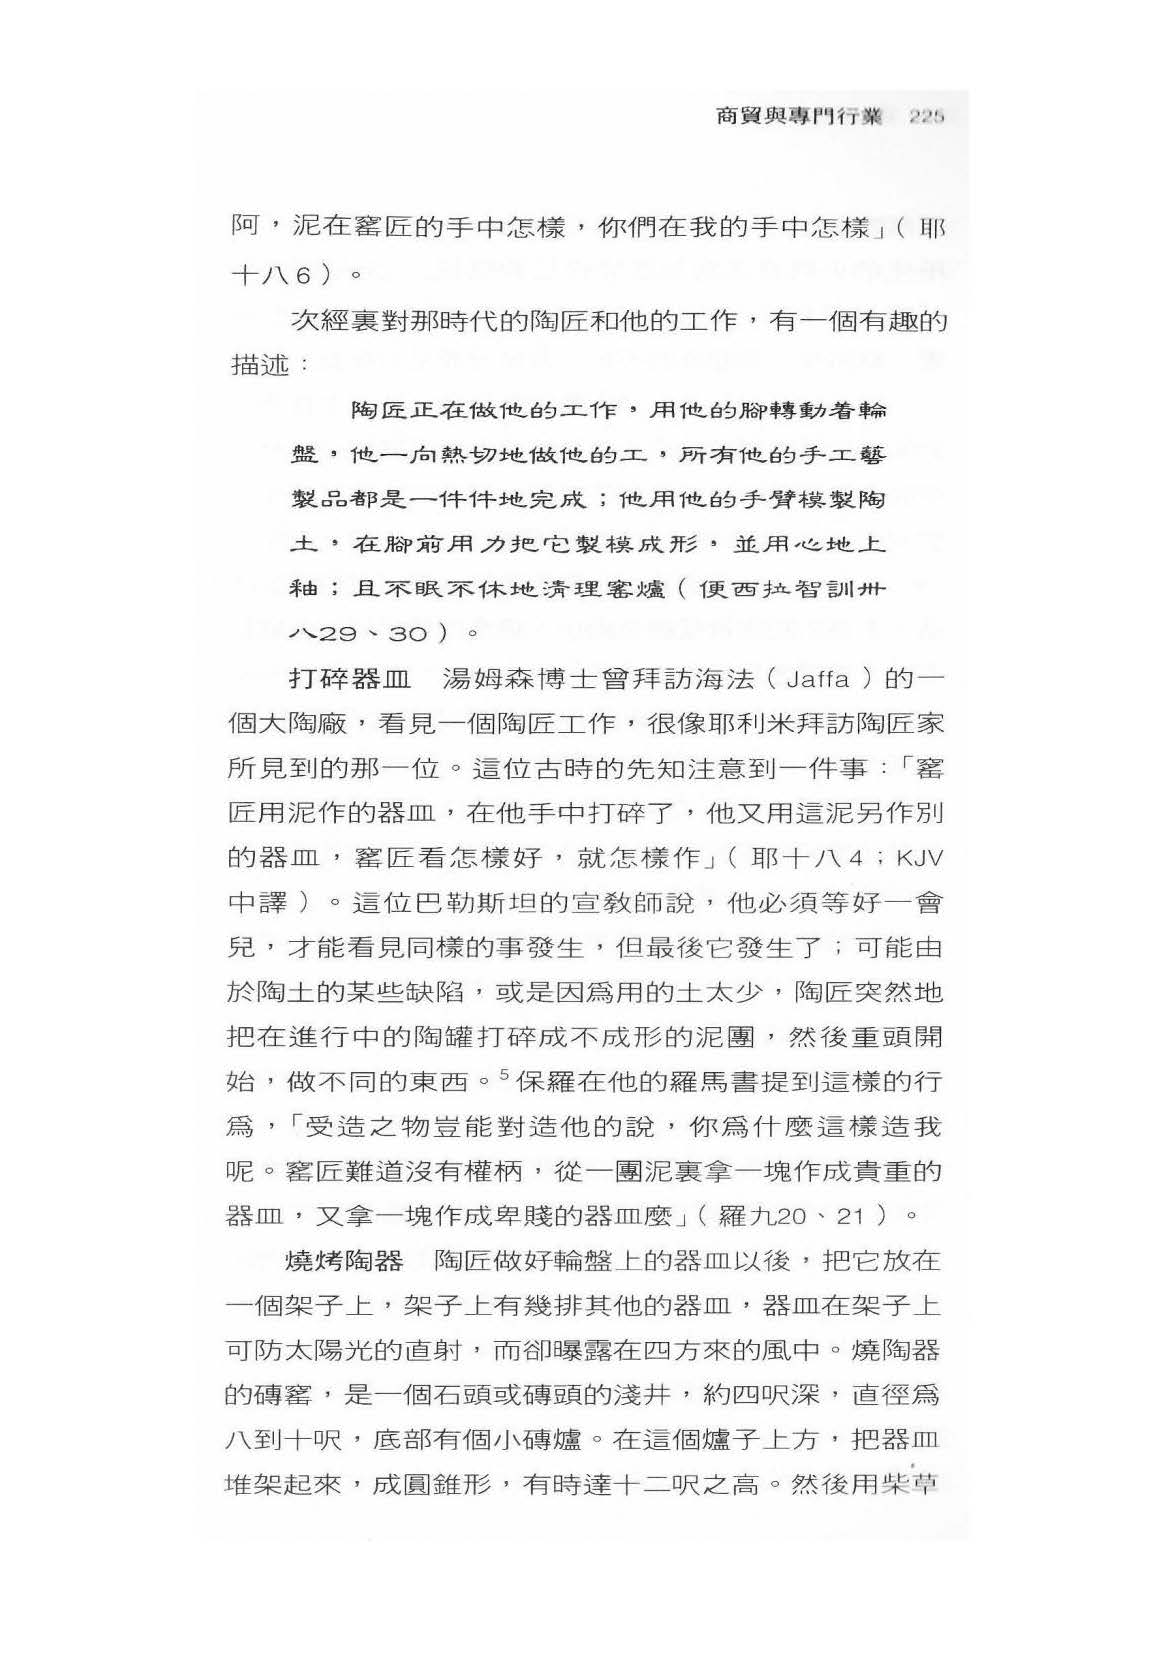 商貿與專門行業 225
阿，泥在窰匠的手中怎樣，你們在我的手中怎樣」（耶
十八6）。
次經裏對那時代的陶匠和他的工作，有一個有趣的
描述：
陶匠正在做他的工作，用他的腳轉動着輪
盤，他一向熱切地做他的工，所有他的手工藝
製品都是一件件地完成；他用他的手臂模製陶
土，在腳前用力把它製模成形，並用心地上
釉；且不眠不休地清理窰爐（便西拉智訓卅
八29、30）。
打碎器皿　湯姆森博士曾拜訪海法（Jaffa）的一
個大陶廠，看見一個陶匠工作，很像耶利米拜訪陶匠家
所見到的那一位。這位古時的先知注意到一件事：「窰
匠用泥作的器皿，在他手中打碎了，他又用這泥另作別
的器皿，窰匠看怎樣好，就怎樣作」（耶十八4；KJV
中譯）。這位巴勒斯坦的宣敎師說，他必須等好一會
兒，才能看見同樣的事發生，但最後它發生了；可能由
於陶土的某些缺陷，或是因爲用的土太少，陶匠突然地
把在進行中的陶罐打碎成不成形的泥團，然後重頭開
始，做不同的東西。⁵保羅在他的羅馬書提到這樣的行
爲，「受造之物豈能對造他的說，你爲什麼這樣造我
呢。窰匠難道沒有權柄，從一團泥裏拿一塊作成貴重的
器皿，又拿一塊作成卑賤的器皿麼」（羅九20、21）。
燒烤陶器　陶匠做好輪盤上的器皿以後，把它放在
一個架子上，架子上有幾排其他的器皿，器皿在架子上
可防太陽光的直射，而卻曝露在四方來的風中。燒陶器
的磚窰，是一個石頭或磚頭的淺井，約四呎深，直徑爲
八到十呎，底部有個小磚爐。在這個爐子上方，把器皿
堆架起來，成圓錐形，有時達十二呎之高。然後用柴草